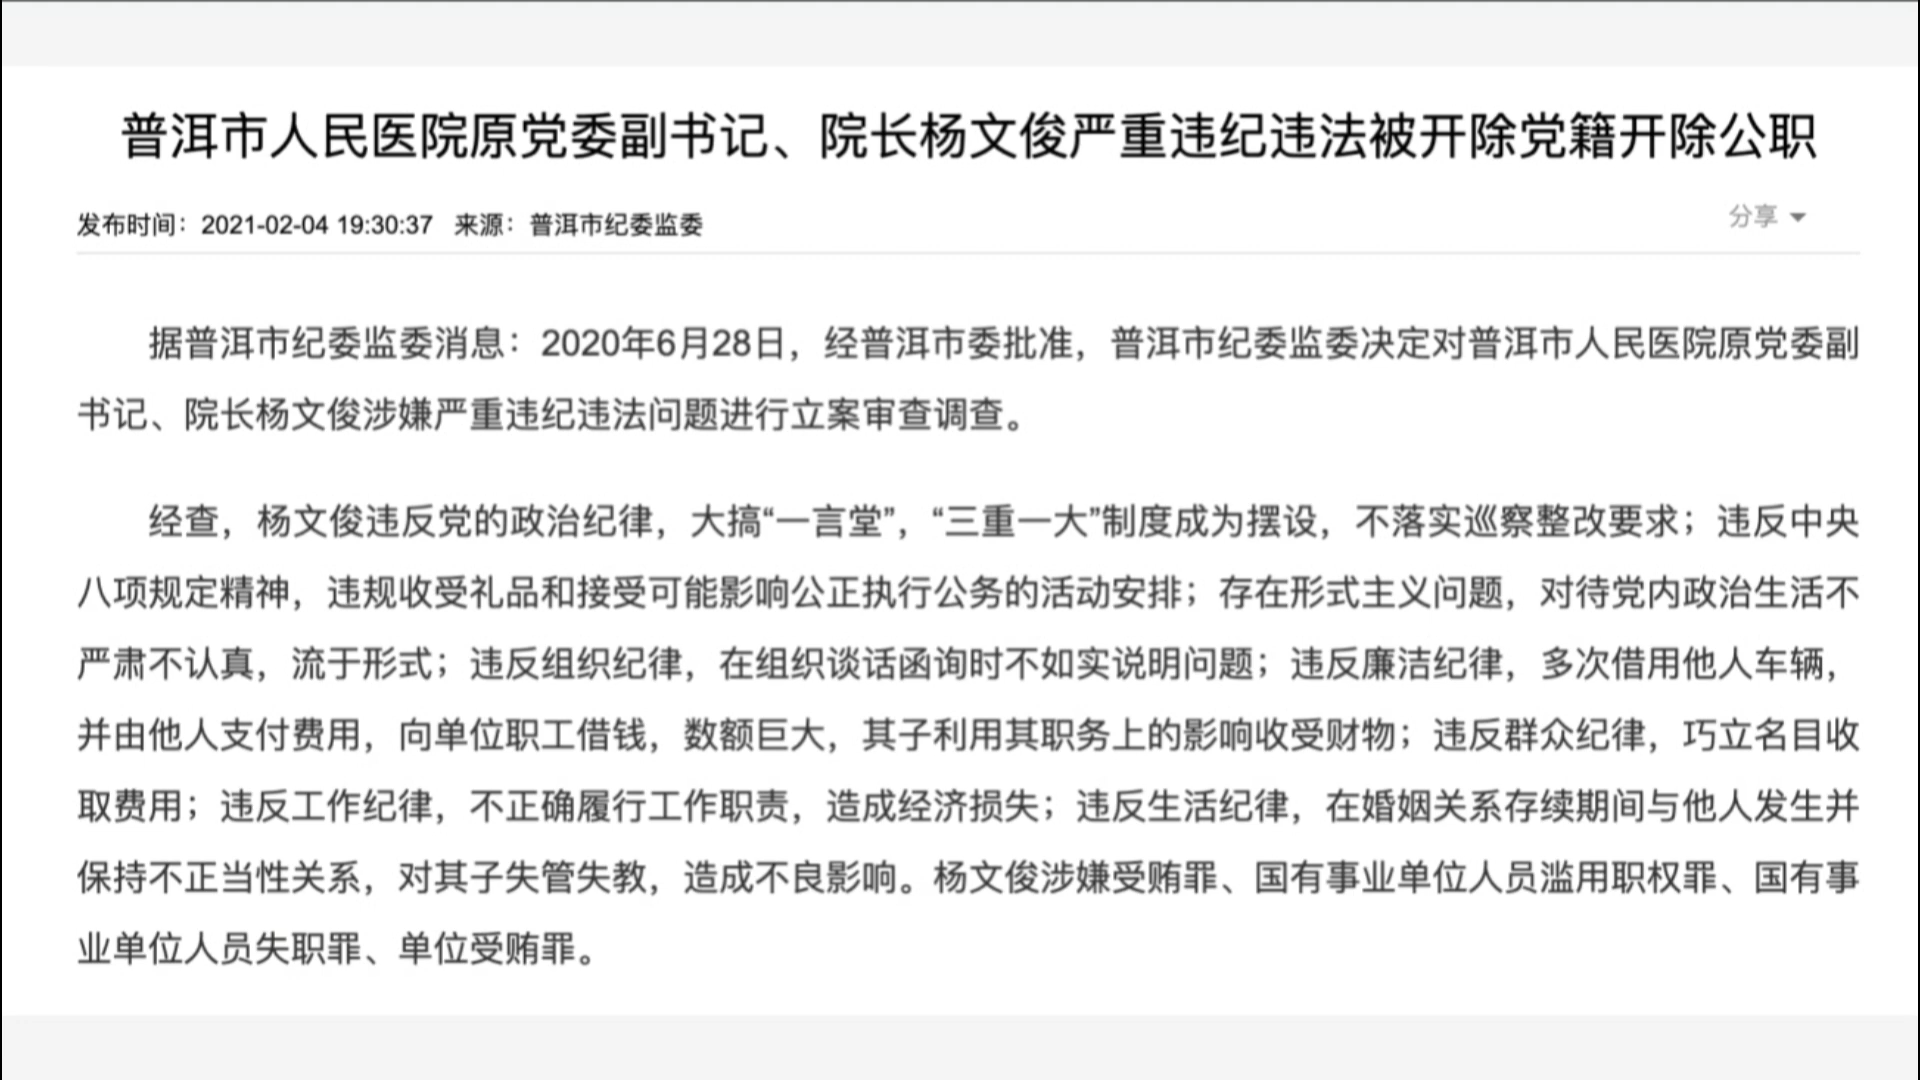 普洱市人民医院原党委副书记、院长杨文俊严重违纪违法被开除党籍开除公职
发布时间：2021-02-04 19:30:37 来源：普洱市纪委监委
分享
据普洱市纪委监委消息：2020年6月28日，经普洱市委批准，普洱市纪委监委决定对普洱市人民医院原党委副
书记、院长杨文俊涉嫌严重违纪违法问题进行立案审查调查。
经查，杨文俊违反党的政治纪律，大搞“一言堂”，“三重一大”制度成为摆设，不落实巡察整改要求；违反中央
八项规定精神，违规收受礼品和接受可能影响公正执行公务的活动安排；存在形式主义问题，对待党内政治生活不
严肃不认真，流于形式；违反组织纪律，在组织谈话函询时不如实说明问题；违反廉洁纪律，多次借用他人车辆，
并由他人支付费用，向单位职工借钱，数额巨大，其子利用其职务上的影响收受财物；违反群众纪律，巧立名目收
取费用；违反工作纪律，不正确履行工作职责，造成经济损失；违反生活纪律，在婚姻关系存续期间与他人发生并
保持不正当性关系，对其子失管失教，造成不良影响。杨文俊涉嫌受贿罪、国有事业单位人员滥用职权罪、国有事
业单位人员失职罪、单位受贿罪。